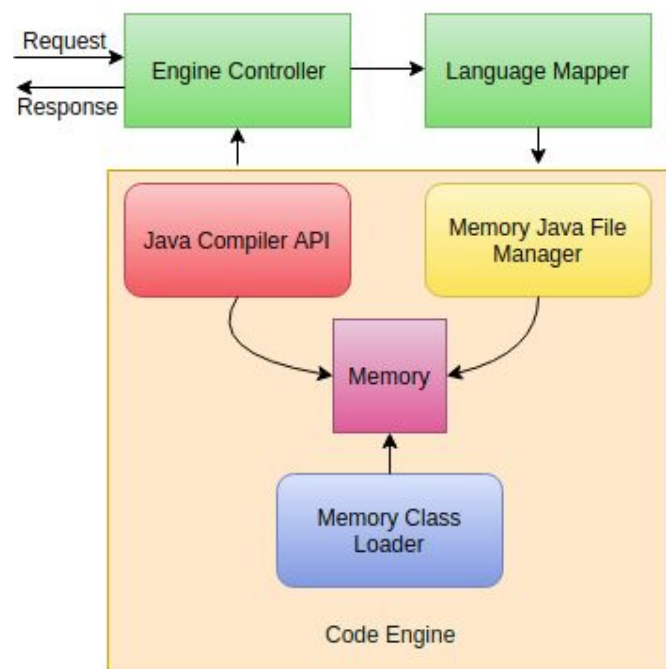 Request
Response
Engine Controller
Language Mapper
Java Compiler API
Memory Java File
Manager
Memory
Memory Class
Loader
Code Engine